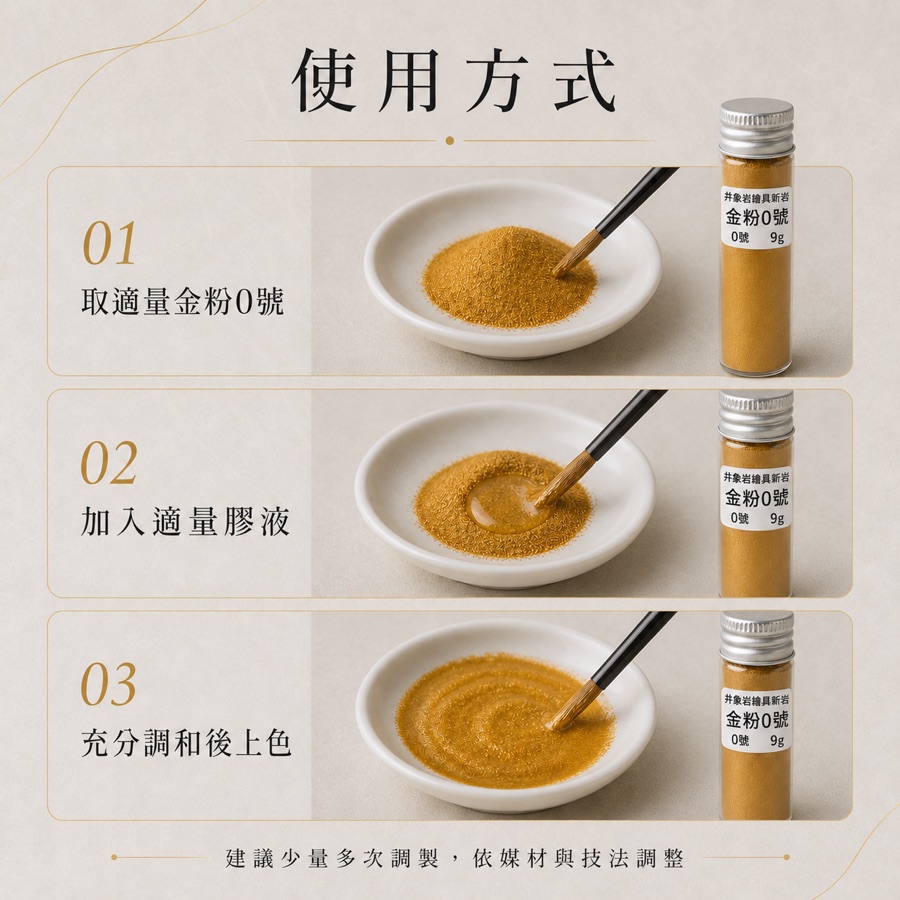 使用方式
01
取適量金粉0號
井象岩繪具新岩
金粉0號
0號 9g
02
加入適量膠液
井象岩繪具新岩
金粉0號
0號 9g
03
充分調和後上色
井象岩繪具新岩
金粉0號
0號 9g
建議少量多次調製，依媒材與技法調整